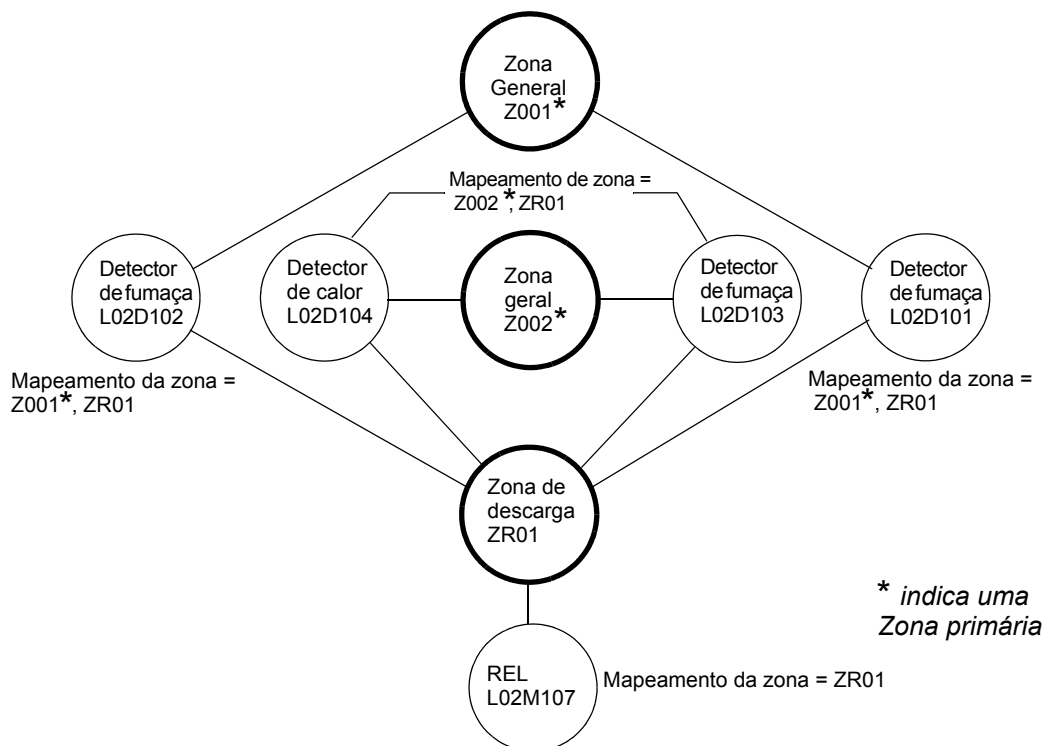 Zona
General
Z001*
Mapeamento de zona =
Z002*, ZR01
Detector
de fumaça
L02D102
Detector
de calor
L02D104
Zona
geral
Z002*
Detector
de fumaça
L02D103
Detector
de fumaça
L02D101
Mapeamento da zona =
Z001*, ZR01
Mapeamento da zona =
Z001*, ZR01
Zona de
descarga
ZR01
* indica uma
Zona primária
REL
L02M107
Mapeamento da zona = ZR01